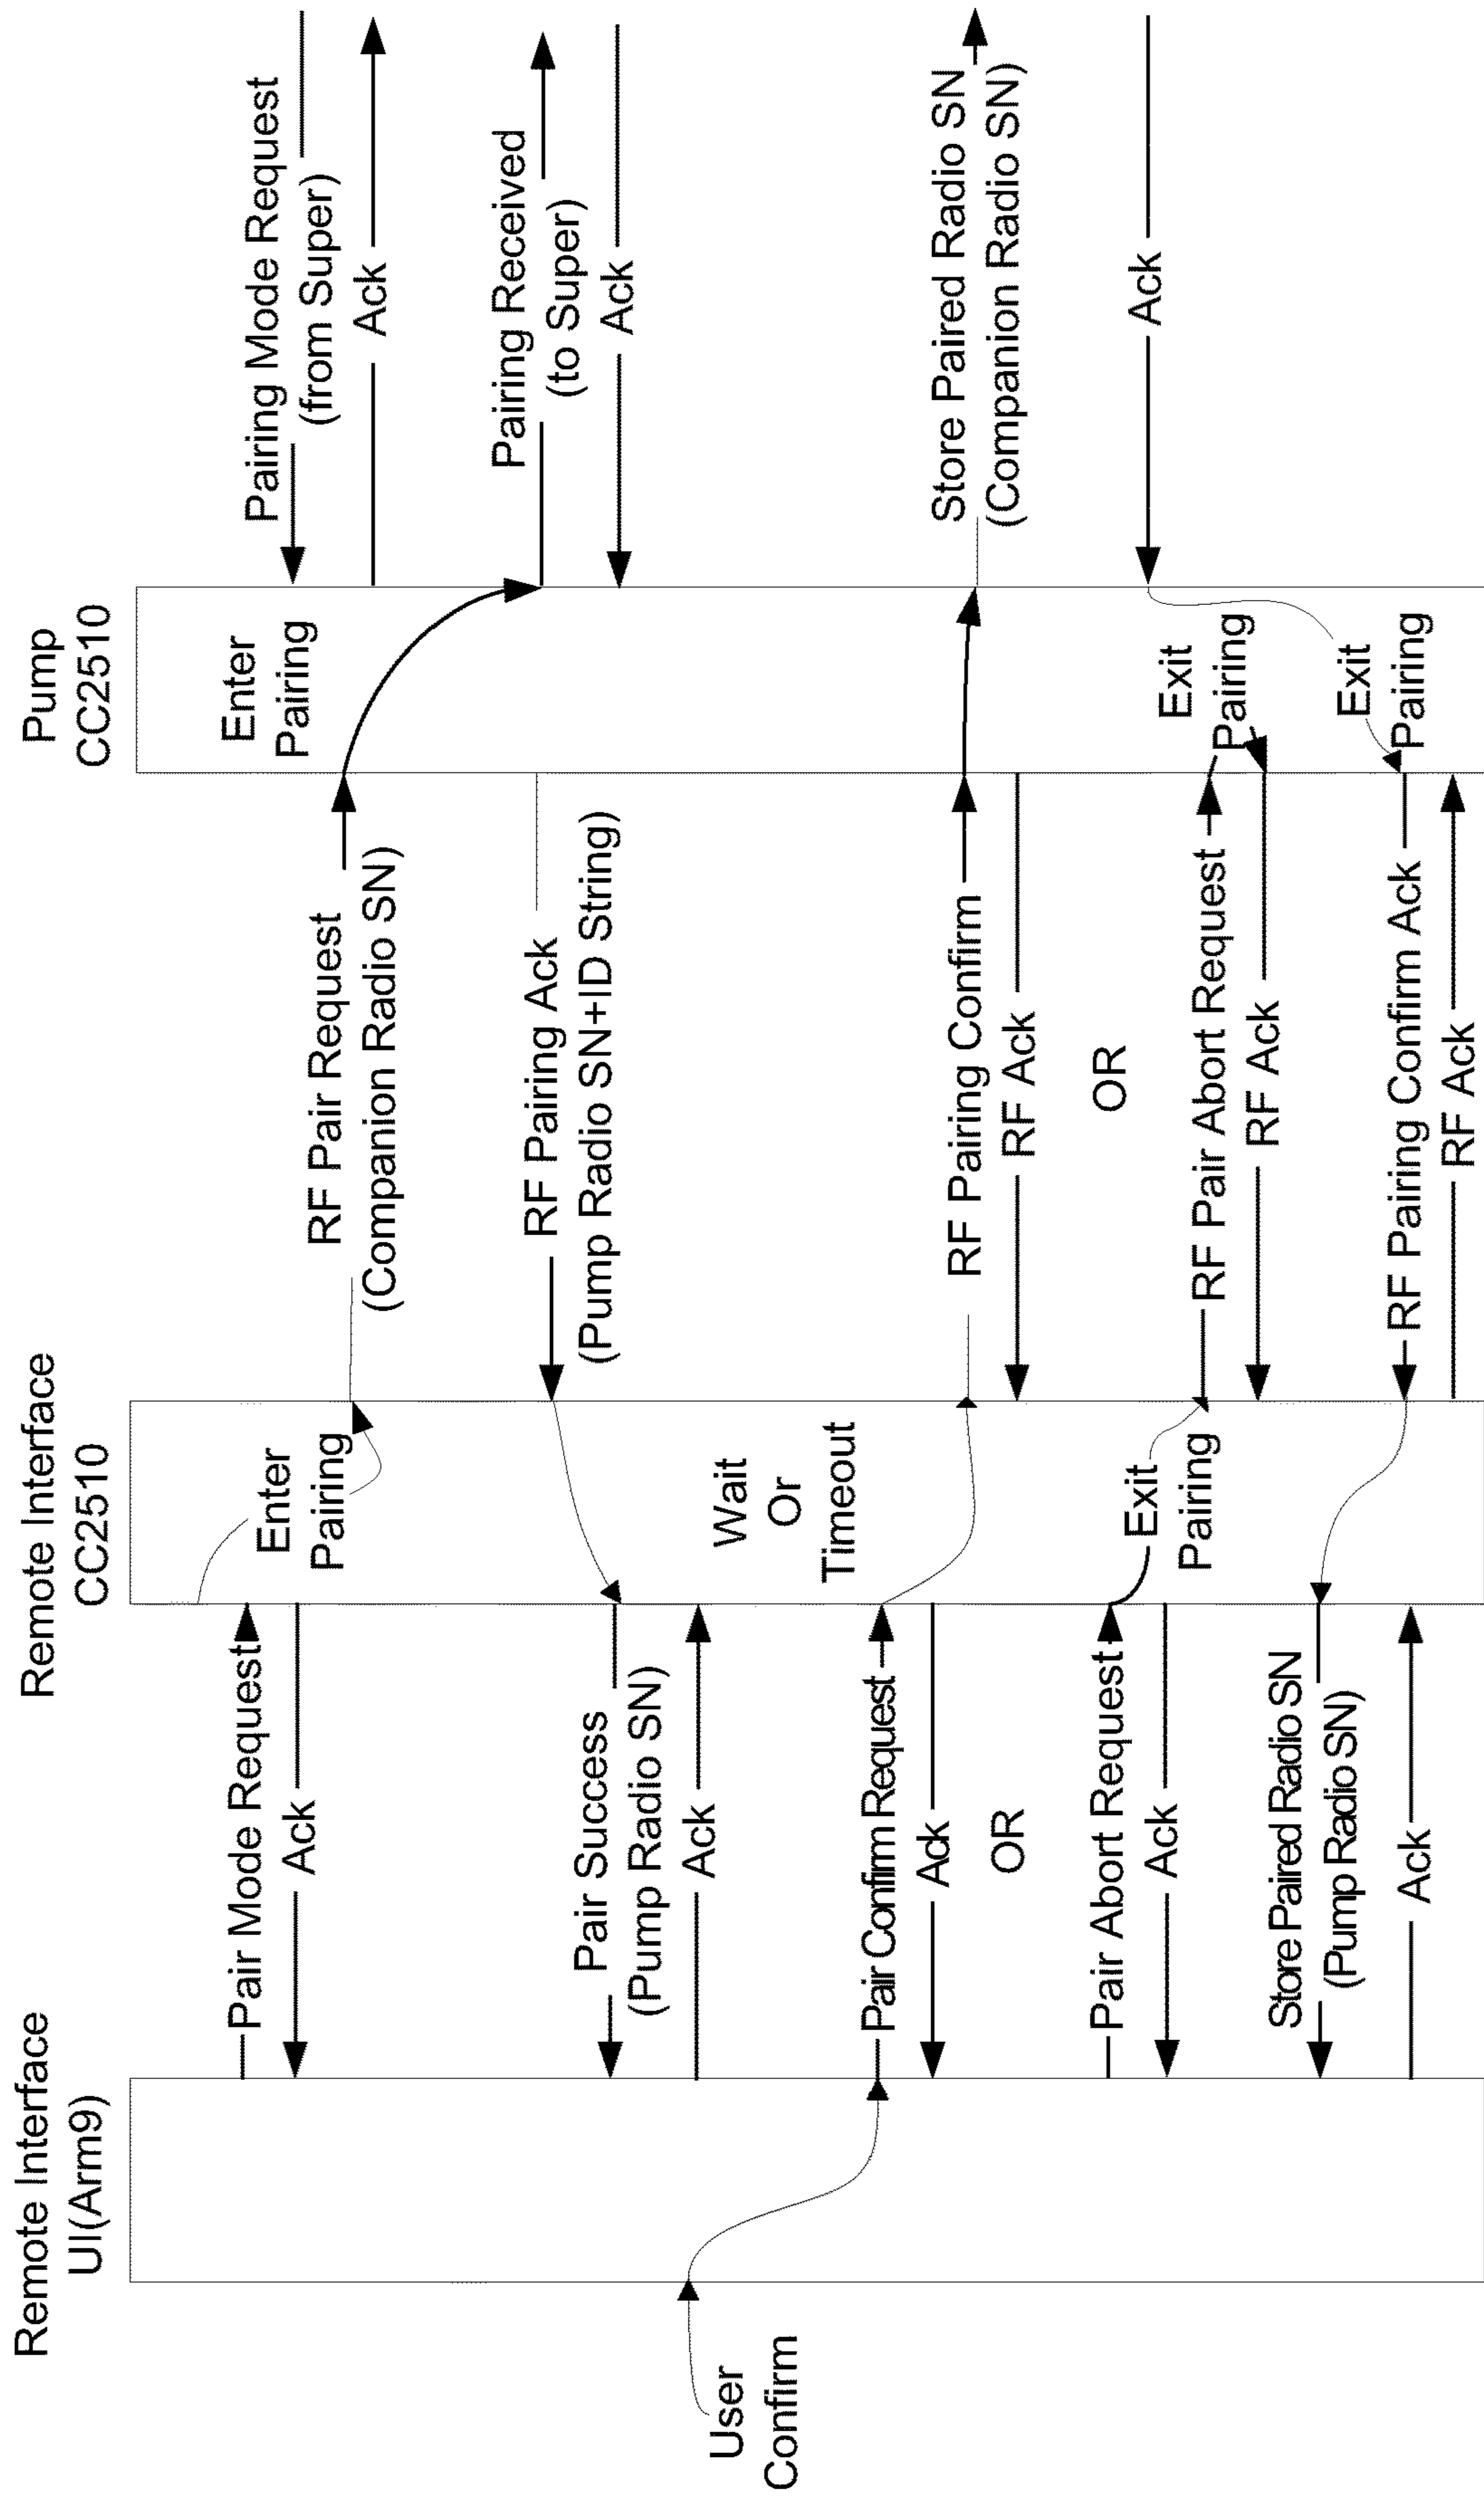 Remote Interface
UI(Arm9)
Remote Interface
CC2510
Pump
CC2510
Pair Mode Request
Ack
Enter
Pairing
RF Pair Request
(Companion Radio SN)
Enter
Pairing
Pairing Mode Request
(from Super)
Ack
Pair Success
(Pump Radio SN)
Ack
RF Pairing Ack
(Pump Radio SN+ID String)
Pairing Received
(to Super)
Ack
User
Confirm
Wait
Or
Timeout
Pair Confirm Request
Ack
OR
RF Pairing Confirm
RF Ack
OR
Store Paired Radio SN
(Companion Radio SN)
Ack
Pair Abort Request
Ack
Exit
Pairing
RF Pair Abort Request
RF Ack
Exit
Pairing
Store Paired Radio SN
(Pump Radio SN)
Ack
RF Pairing Confirm Ack
RF Ack
Exit
Pairing